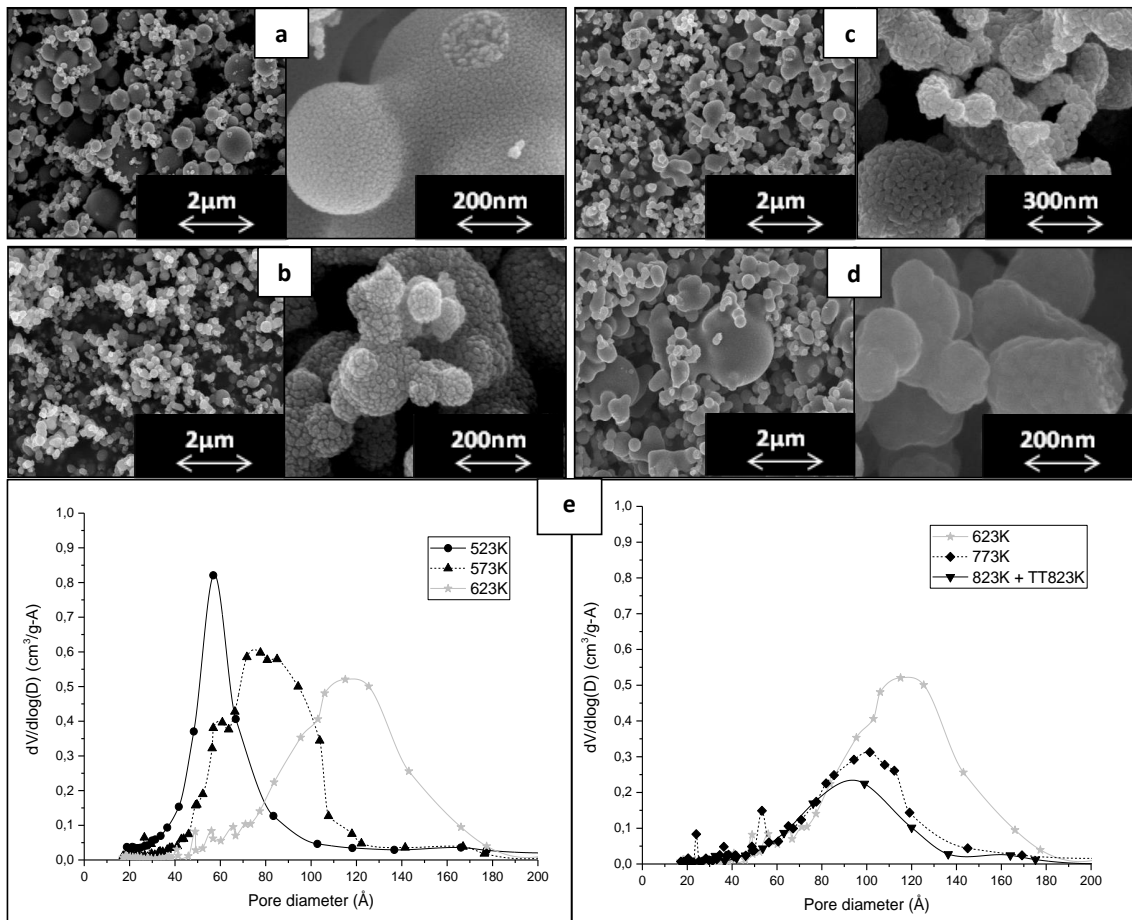 a
2µm
200nm
c
2µm
300nm
b
2µm
200nm
d
2µm
200nm
e
1,0
0,9
0,8
0,7
0,6
0,5
0,4
0,3
0,2
0,1
0,0
dV/dlog(D) (cm³/g-A)
523K
573K
623K
0 20 40 60 80 100 120 140 160 180 200
Pore diameter (Å)
1,0
0,9
0,8
0,7
0,6
0,5
0,4
0,3
0,2
0,1
0,0
dV/dlog(D) (cm³/g-A)
623K
773K
823K + TT823K
0 20 40 60 80 100 120 140 160 180 200
Pore diameter (Å)